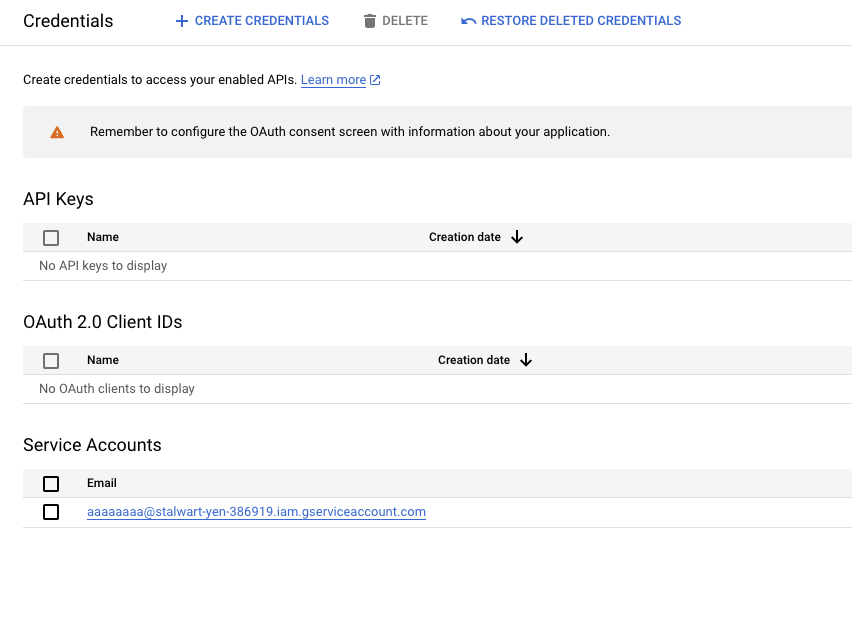 Credentials
CREATE CREDENTIALS
DELETE
RESTORE DELETED CREDENTIALS
Create credentials to access your enabled APIs. Learn more
Remember to configure the OAuth consent screen with information about your application.
API Keys
Name
Creation date
No API keys to display
OAuth 2.0 Client IDs
Name
Creation date
No OAuth clients to display
Service Accounts
Email
aaaaaaaa@stalwart-yen-386919.iam.gserviceaccount.com